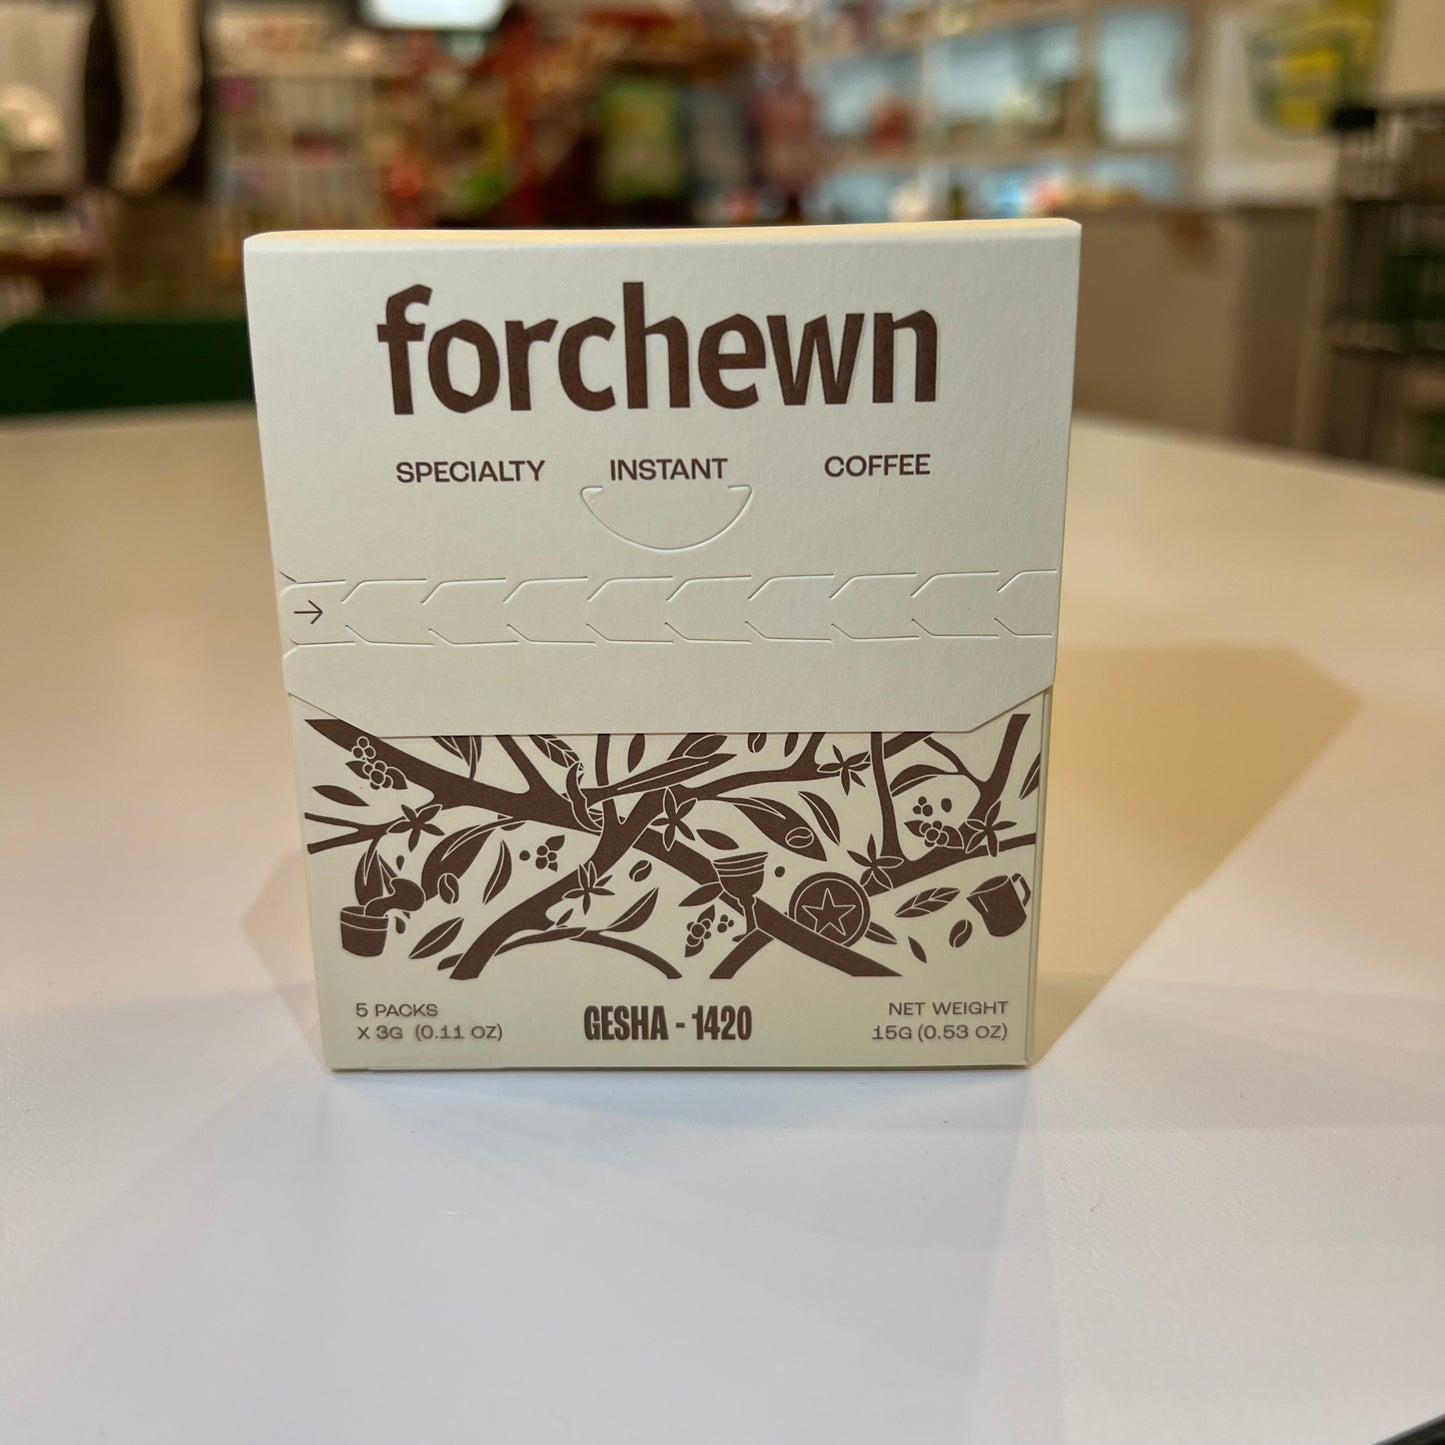 forchewn
SPECIALTY INSTANT COFFEE
→
5 PACKS
X 3G (0.11 OZ)
GESHA - 1420
NET WEIGHT
15G (0.53 OZ)